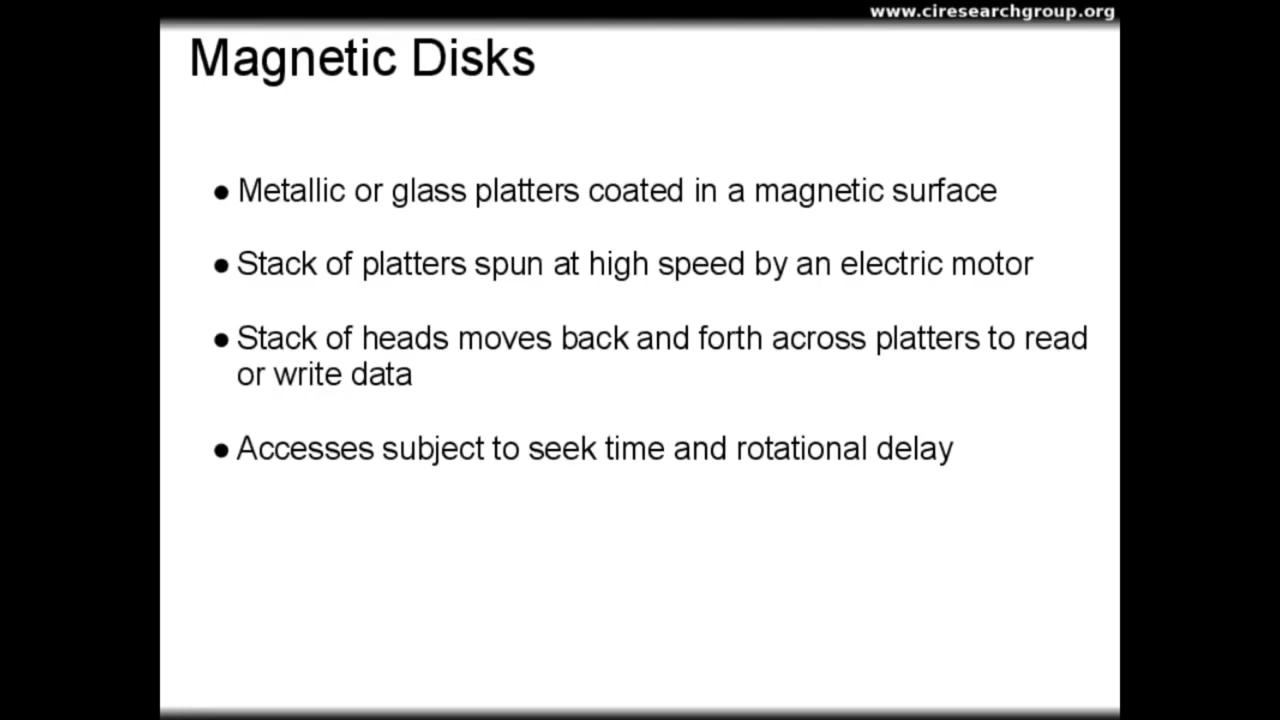 www.ciresearchgroup.org
Magnetic Disks
● Metallic or glass platters coated in a magnetic surface
● Stack of platters spun at high speed by an electric motor
● Stack of heads moves back and forth across platters to read
or write data
● Accesses subject to seek time and rotational delay